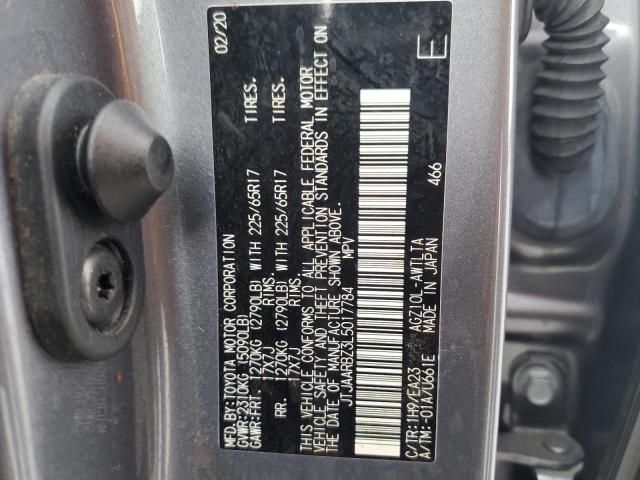 MFD.BY:TOYOTA MOTOR CORPORATION 02/20
GVWR:2310KG (5090LB)
GAWR:FRT. 1270KG (2790LB) WITH 225/65R17 TIRES.
17X7J RIMS.
RR. 1270KG (2790LB) WITH 225/65R17 TIRES.
17X7J RIMS.
THIS VEHICLE CONFORMS TO ALL APPLICABLE FEDERAL MOTOR
VEHICLE SAFETY AND THEFT PREVENTION STANDARDS IN EFFECT ON
THE DATE OF MANUFACTURE SHOWN ABOVE.
JTJAARBZ3L5017784 MPV
E
466
C/TR:1H9/EA23 AGZ10L-AWTLTA
A/TM:-01A/U661E MADE IN JAPAN